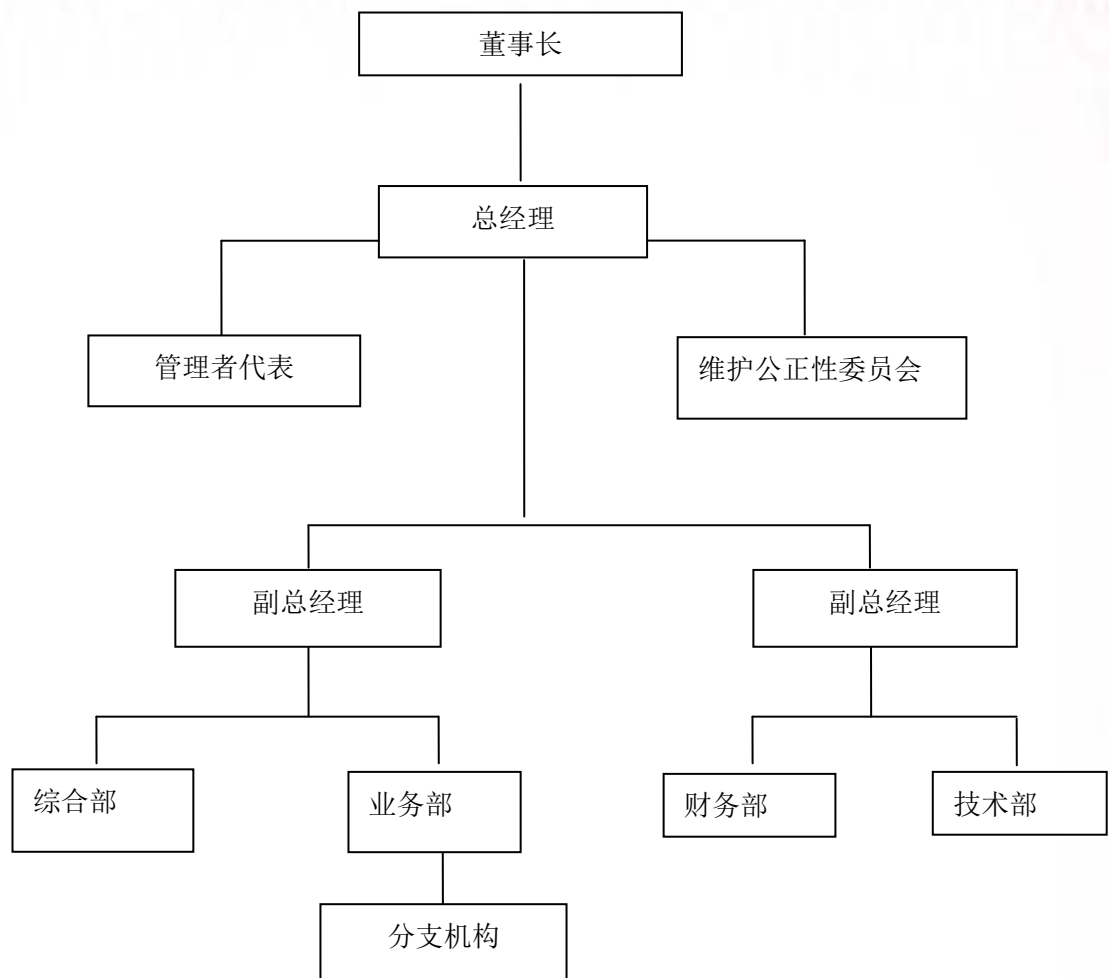 董事长
总经理
管理者代表
维护公正性委员会
副总经理
副总经理
综合部
业务部
财务部
技术部
分支机构